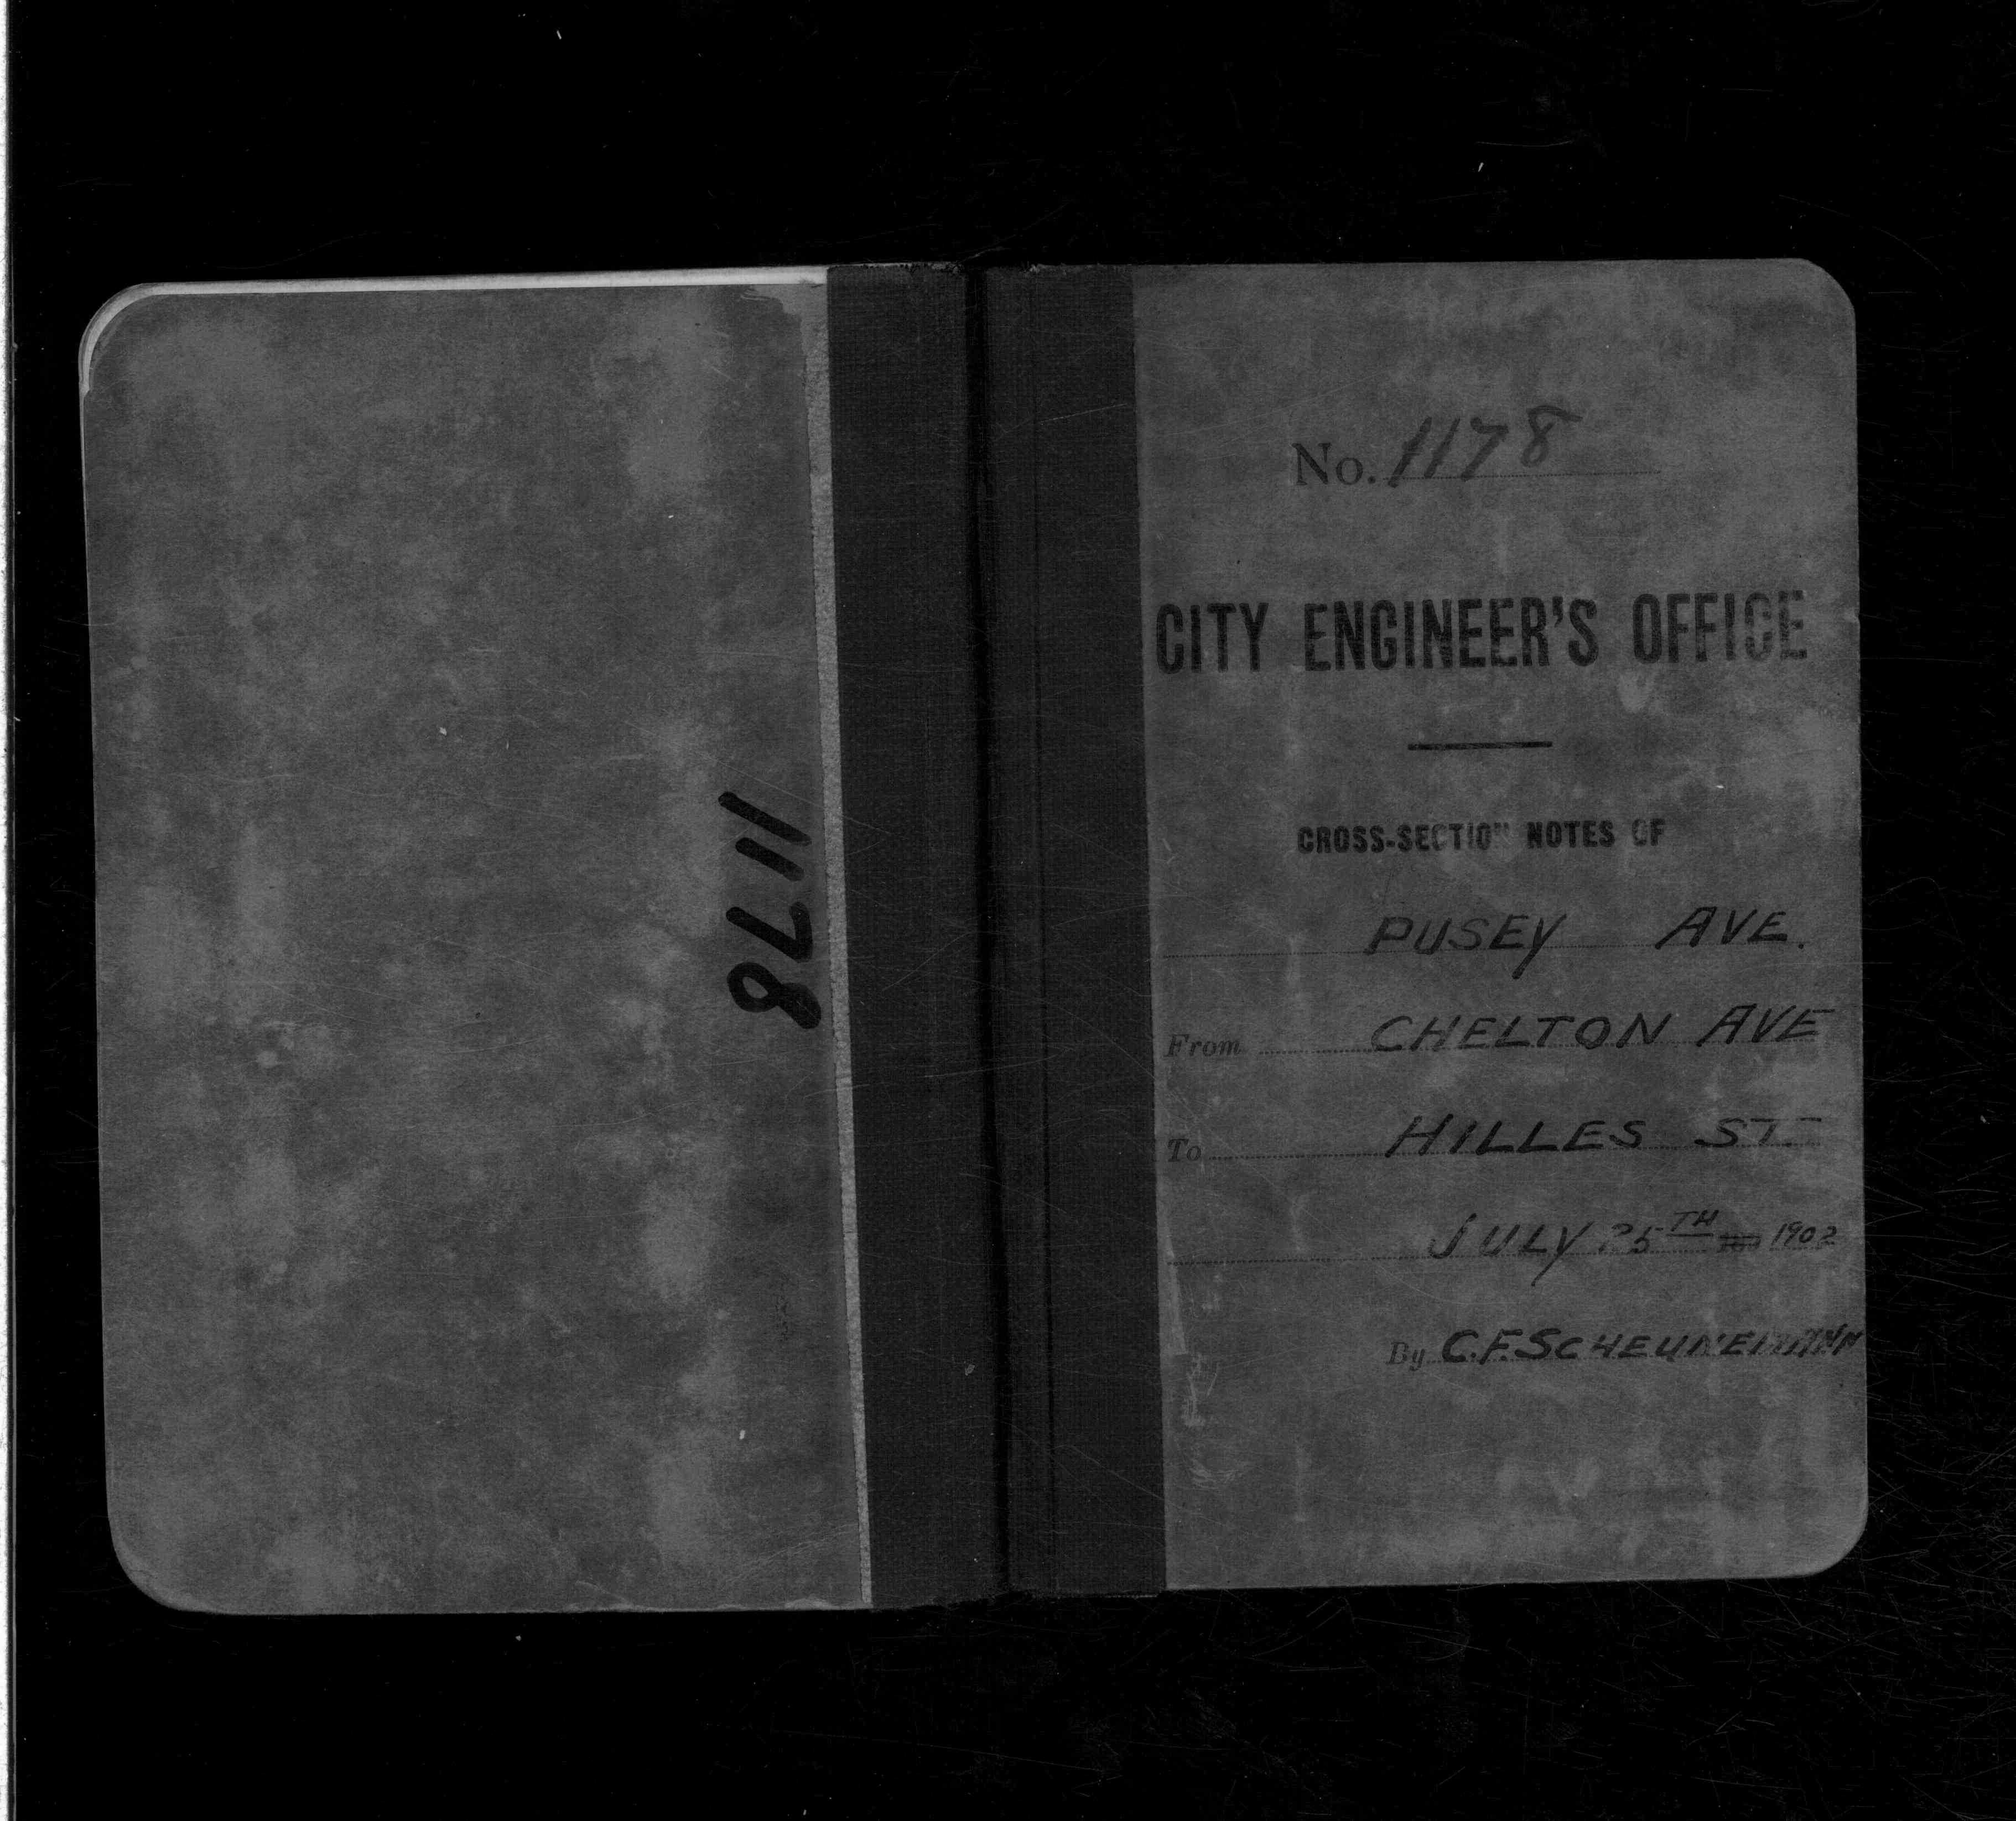 1178
No. 1178
CITY ENGINEER'S OFFICE
CROSS-SECTION NOTES OF
PUSEY AVE.
From CHELTON AVE
To HILLES ST.
JULY 25TH 1902
By C.F. SCHEUNEMANN